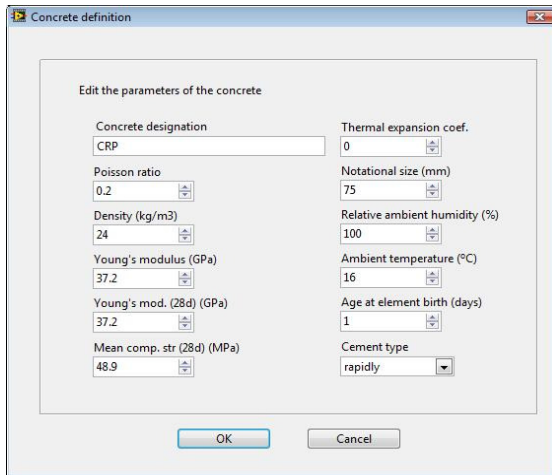 Concrete definition
Edit the parameters of the concrete
Concrete designation
CRP
Poisson ratio
0.2
Density (kg/m3)
24
Young's modulus (GPa)
37.2
Young's mod. (28d) (GPa)
37.2
Mean comp. str (28d) (MPa)
48.9
Thermal expansion coef.
0
Notational size (mm)
75
Relative ambient humidity (%)
100
Ambient temperature (ºC)
16
Age at element birth (days)
1
Cement type
rapidly
OK
Cancel